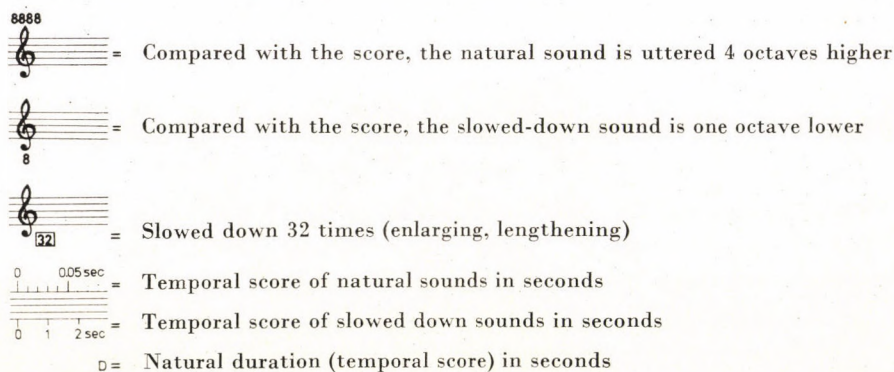 8888
= Compared with the score, the natural sound is uttered 4 octaves higher
= Compared with the score, the slowed-down sound is one octave lower
8
32 = Slowed down 32 times (enlarging, lengthening)
0 0.05 sec = Temporal score of natural sounds in seconds
= Temporal score of slowed down sounds in seconds
0 1 2 sec
D = Natural duration (temporal score) in seconds